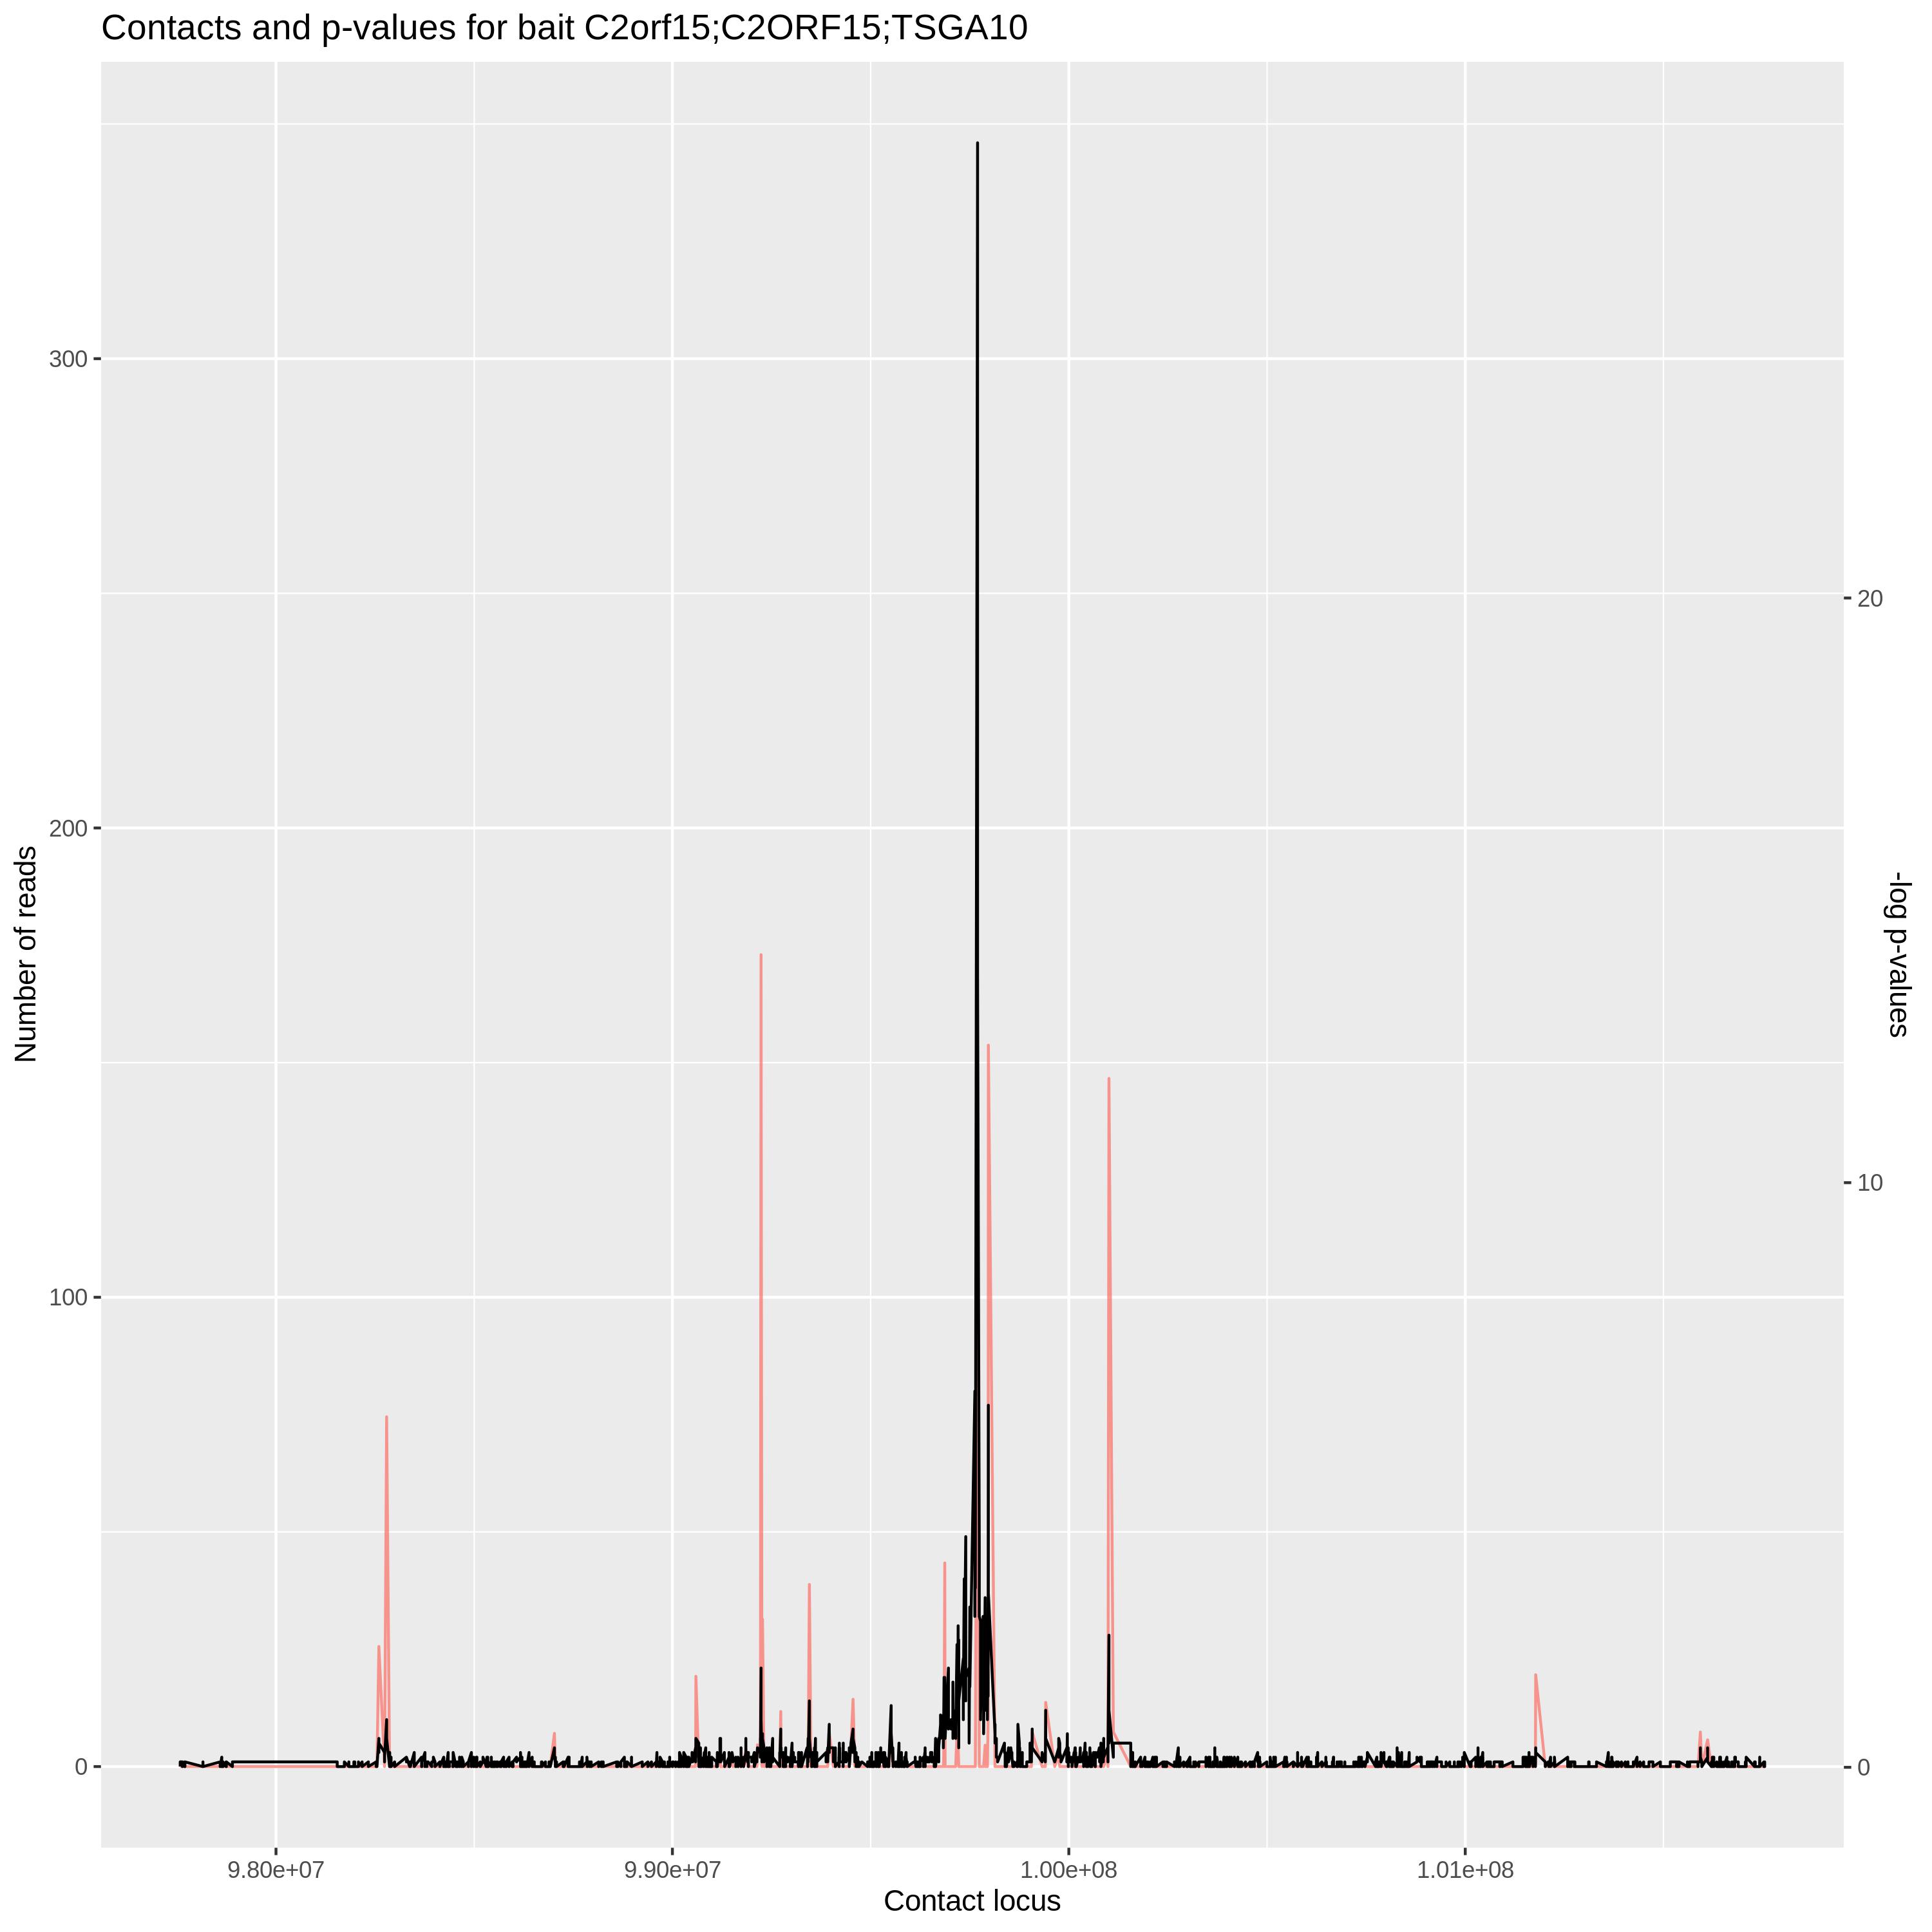 Contacts and p-values for bait C2orf15;C2ORF15;TSGA10
300
200
100
0
Number of reads
20
10
0
-log p-values
9.80e+07
9.90e+07
1.00e+08
1.01e+08
Contact locus